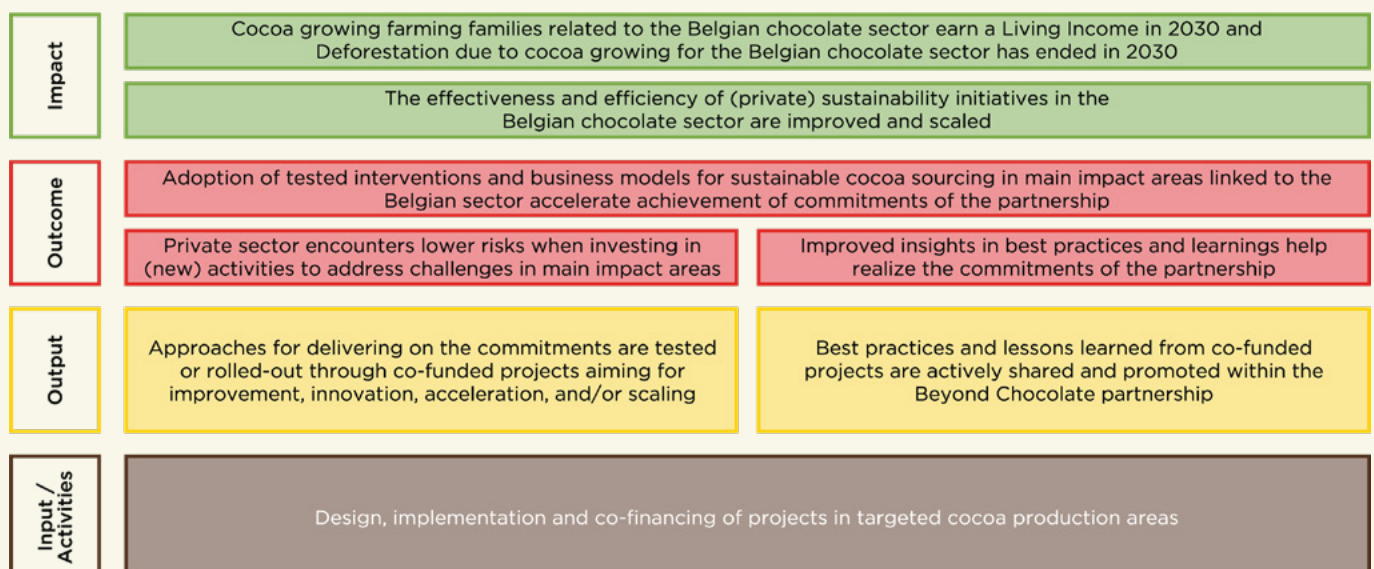 Impact
Cocoa growing farming families related to the Belgian chocolate sector earn a Living Income in 2030 and
Deforestation due to cocoa growing for the Belgian chocolate sector has ended in 2030
The effectiveness and efficiency of (private) sustainability initiatives in the
Belgian chocolate sector are improved and scaled
Outcome
Adoption of tested interventions and business models for sustainable cocoa sourcing in main impact areas linked to the
Belgian sector accelerate achievement of commitments of the partnership
Private sector encounters lower risks when investing in
(new) activities to address challenges in main impact areas
Improved insights in best practices and learnings help
realize the commitments of the partnership
Output
Approaches for delivering on the commitments are tested
or rolled-out through co-funded projects aiming for
improvement, innovation, acceleration, and/or scaling
Best practices and lessons learned from co-funded
projects are actively shared and promoted within the
Beyond Chocolate partnership
Input /
Activities
Design, implementation and co-financing of projects in targeted cocoa production areas